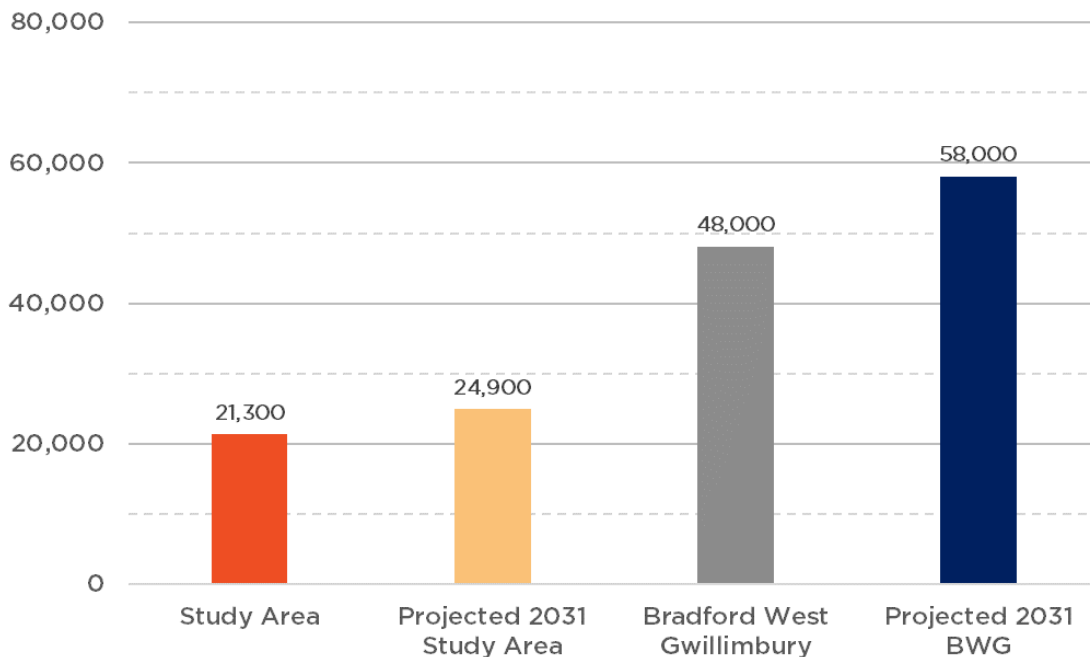 80,000
60,000
40,000
20,000
0
21,300
24,900
48,000
58,000
Study Area
Projected 2031
Study Area
Bradford West
Gwillimbury
Projected 2031
BWG